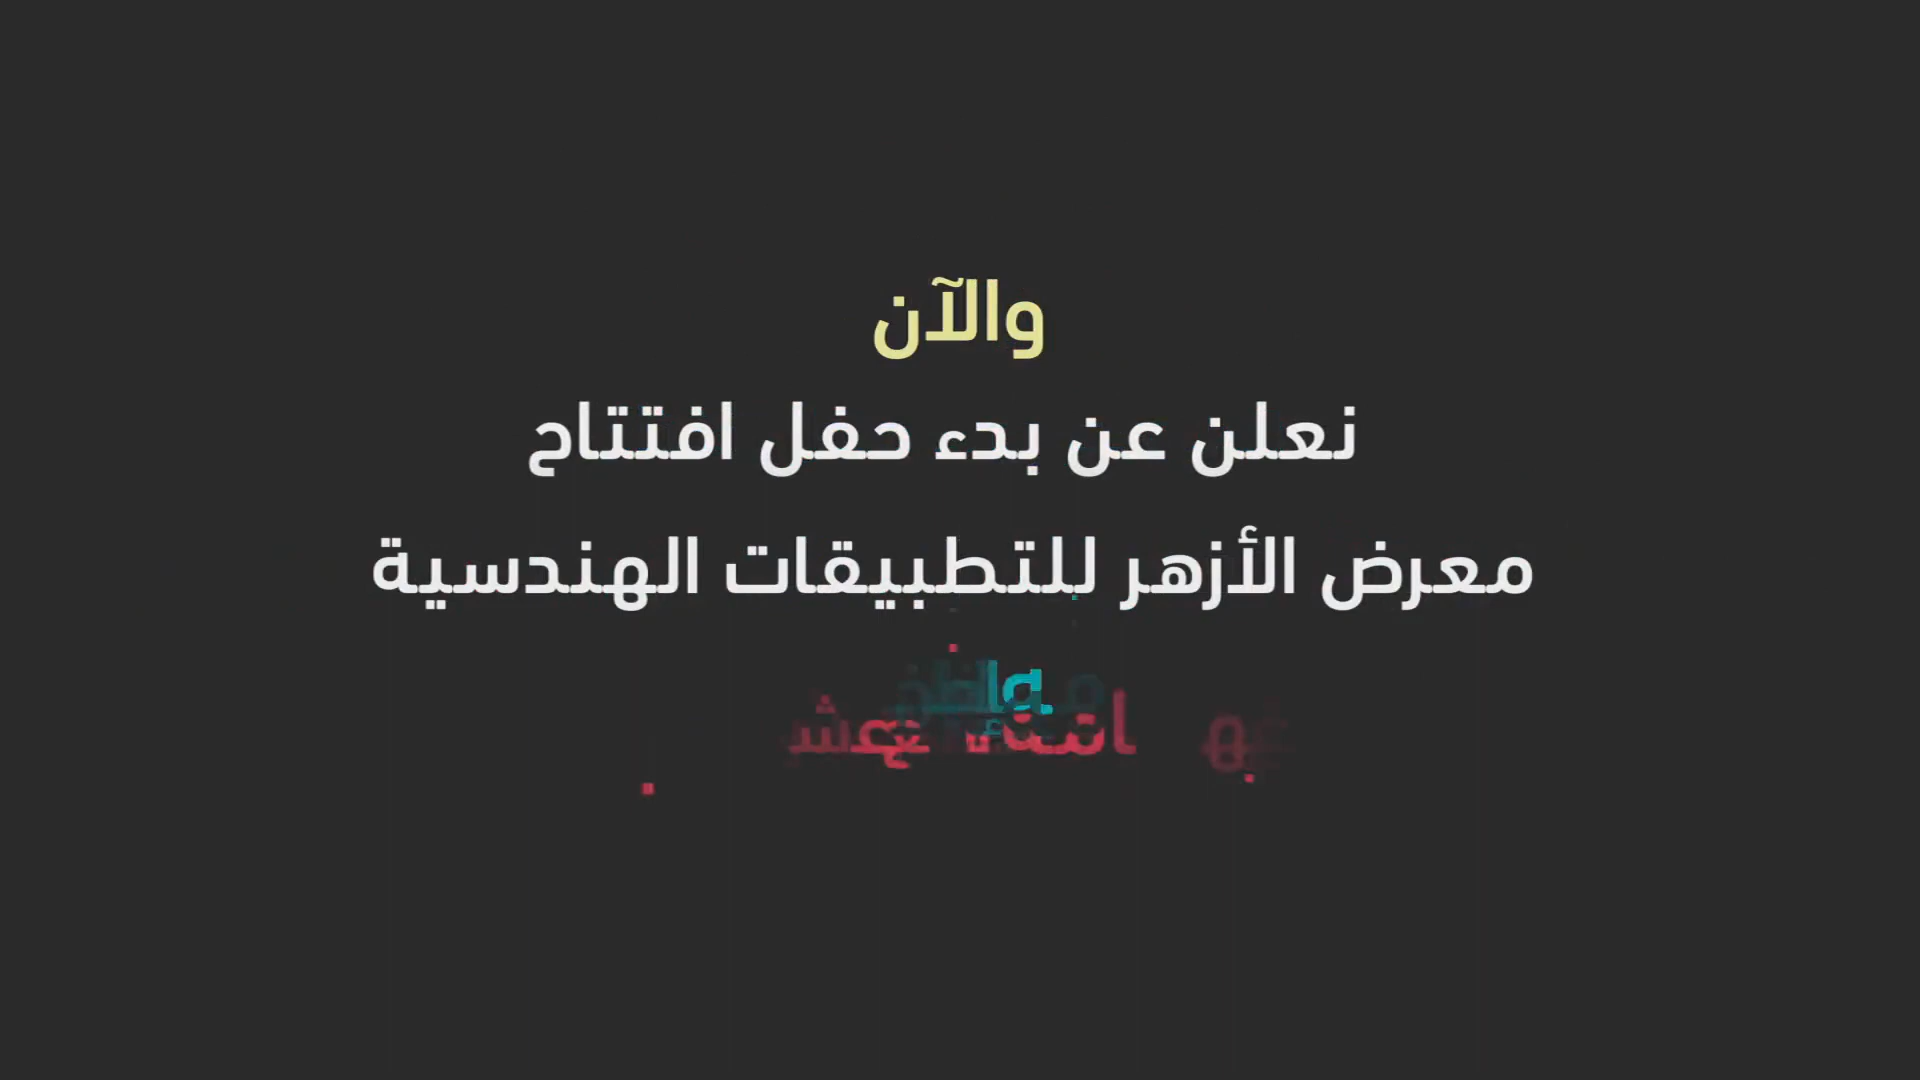 والآن
نعلن عن بدء حفل افتتاح
معرض الأزهر للتطبيقات الهندسية